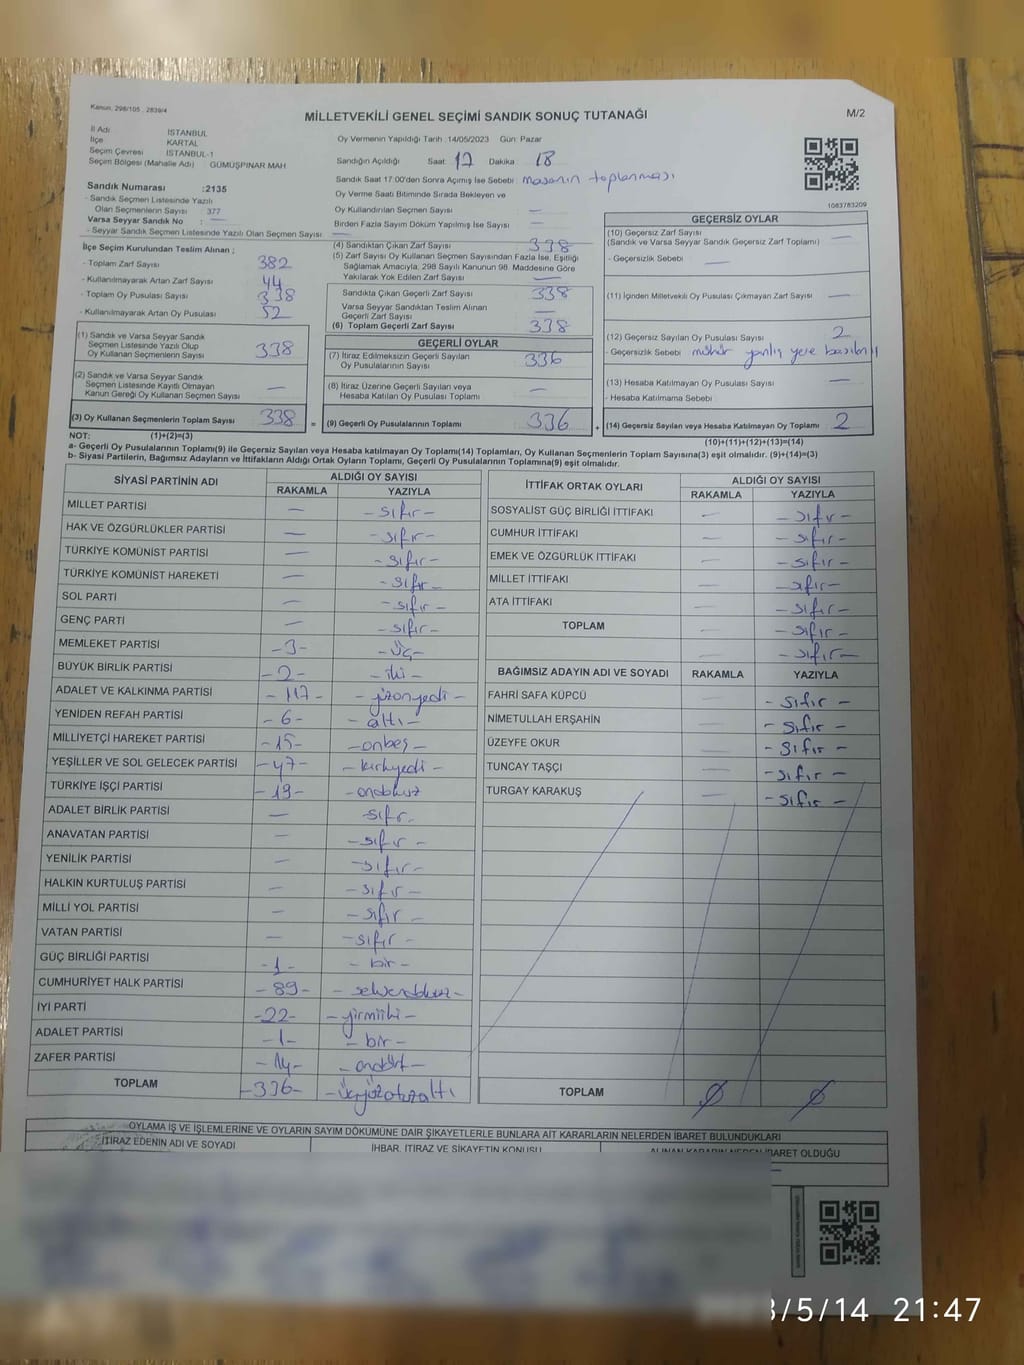 Kanun, 298/105 , 2839/4
MİLLETVEKİLİ GENEL SEÇİMİ SANDIK SONUÇ TUTANAĞI
M/2
İl Adı İSTANBUL
İlçe KARTAL
Seçim Çevresi İSTANBUL-1
Seçim Bölgesi (Mahalle Adı) : GÜMÜŞPINAR MAH
Sandık Numarası :2135
- Sandık Seçmen Listesinde Yazılı
Olan Seçmenlerin Sayısı 377
Varsa Seyyar Sandık No : —
- Seyyar Sandık Seçmen Listesinde Yazılı Olan Seçmen Sayısı: —
Oy Vermenin Yapıldığı Tarih :14/05/2023 Gün: Pazar
Sandığın Açıldığı Saat: 17 Dakika : 18
Sandık Saat 17:00'den Sonra Açımış İse Sebebi : masanın toplanması
Oy Verme Saati Bitiminde Sırada Bekleyen ve
Oy Kullandırılan Seçmen Sayısı —
Birden Fazla Sayım Döküm Yapılmış İse Sayısı : —
1083783209
İlçe Seçim Kurulundan Teslim Alınan ;
- Toplam Zarf Sayısı 382
- Kullanılmayarak Artan Zarf Sayısı 44
- Toplam Oy Pusulası Sayısı 338
- Kullanılmayarak Artan Oy Pusulası 52
(1) Sandık ve Varsa Seyyar Sandık
Seçmen Listesinde Yazılı Olup
Oy Kullanan Seçmenlerin Sayısı 338
(2) Sandık ve Varsa Seyyar Sandık
Seçmen Listesinde Kayıtlı Olmayan
Kanun Gereği Oy Kullanan Seçmen Sayısı —
(3) Oy Kullanan Seçmenlerin Toplam Sayısı 338 =
(4) Sandıktan Çıkan Zarf Sayısı 338
(5) Zarf Sayısı Oy Kullanan Seçmen Sayısından Fazla İse, Eşitliği
Sağlamak Amacıyla, 298 Sayılı Kanunun 98. Maddesine Göre
Yakılarak Yok Edilen Zarf Sayısı —
Sandıkta Çıkan Geçerli Zarf Sayısı 338
Varsa Seyyar Sandıktan Teslim Alınan
Geçerli Zarf Sayısı —
(6) Toplam Geçerli Zarf Sayısı 338
GEÇERLİ OYLAR
(7) İtiraz Edilmeksizin Geçerli Sayılan
Oy Pusulalarının Sayısı 336
(8) İtiraz Üzerine Geçerli Sayılan veya
Hesaba Katılan Oy Pusulası Toplamı —
(9) Geçerli Oy Pusulalarının Toplamı 336 +
GEÇERSİZ OYLAR
(10) Geçersiz Zarf Sayısı —
(Sandık ve Varsa Seyyar Sandık Geçersiz Zarf Toplamı)
- Geçersizlik Sebebi : —
(11) İçinden Milletvekili Oy Pusulası Çıkmayan Zarf Sayısı —
(12) Geçersiz Sayılan Oy Pusulası Sayısı 2
- Geçersizlik Sebebi : mühür yanlış yere basılmış
(13) Hesaba Katılmayan Oy Pusulası Sayısı —
- Hesaba Katılmama Sebebi :
(14) Geçersiz Sayılan veya Hesaba Katılmayan Oy Toplamı 2
NOT: (1)+(2)=(3) (10)+(11)+(12)+(13)=(14)
a- Geçerli Oy Pusulalarının Toplamı(9) ile Geçersiz Sayılan veya Hesaba katılmayan Oy Toplamı(14) Toplamları, Oy Kullanan Seçmenlerin Toplam Sayısına(3) eşit olmalıdır. (9)+(14)=(3)
b- Siyasi Partilerin, Bağımsız Adayların ve İttifakların Aldığı Ortak Oyların Toplamı, Geçerli Oy Pusulalarının Toplamına(9) eşit olmalıdır.
SİYASİ PARTİNİN ADI ALDIĞI OY SAYISI
RAKAMLA YAZIYLA
MİLLET PARTİSİ — -sıfır-
HAK VE ÖZGÜRLÜKLER PARTİSİ — -sıfır-
TÜRKİYE KOMÜNİST PARTİSİ — -sıfır-
TÜRKİYE KOMÜNİST HAREKETİ — -sıfır-
SOL PARTİ — -sıfır-
GENÇ PARTİ — -sıfır-
MEMLEKET PARTİSİ -3- -üç-
BÜYÜK BİRLİK PARTİSİ -2- -iki-
ADALET VE KALKINMA PARTİSİ -117- -yüzonyedi-
YENİDEN REFAH PARTİSİ -6- -altı-
MİLLİYETÇİ HAREKET PARTİSİ -15- -onbeş-
YEŞİLLER VE SOL GELECEK PARTİSİ -47- -kırkyedi-
TÜRKİYE İŞÇİ PARTİSİ -19- -ondokuz
ADALET BİRLİK PARTİSİ — -sıfır-
ANAVATAN PARTİSİ — -sıfır-
YENİLİK PARTİSİ — -sıfır-
HALKIN KURTULUŞ PARTİSİ — -sıfır-
MİLLİ YOL PARTİSİ — -sıfır-
VATAN PARTİSİ — -sıfır-
GÜÇ BİRLİĞİ PARTİSİ -1- -bir-
CUMHURİYET HALK PARTİSİ -89- -seksendokuz-
İYİ PARTİ -22- -yirmiiki-
ADALET PARTİSİ -1- -bir-
ZAFER PARTİSİ -14- -ondört-
TOPLAM -336- -üçyüzotuzaltı
İTTİFAK ORTAK OYLARI ALDIĞI OY SAYISI
RAKAMLA YAZIYLA
SOSYALİST GÜÇ BİRLİĞİ İTTİFAKI — -sıfır-
CUMHUR İTTİFAKI — -sıfır-
EMEK VE ÖZGÜRLÜK İTTİFAKI — -sıfır-
MİLLET İTTİFAKI — -sıfır-
ATA İTTİFAKI — -sıfır-
TOPLAM — -sıfır-
— -sıfır-
BAĞIMSIZ ADAYIN ADI VE SOYADI RAKAMLA YAZIYLA
FAHRİ SAFA KÜPCÜ — -sıfır-
NİMETULLAH ERŞAHİN — -sıfır-
ÜZEYFE OKUR — -sıfır-
TUNCAY TAŞÇI — -sıfır-
TURGAY KARAKUŞ — -sıfır-
TOPLAM Ø Ø
OYLAMA İŞ VE İŞLEMLERİNE VE OYLARIN SAYIM DÖKÜMÜNE DAİR ŞİKAYETLERLE BUNLARA AİT KARARLARIN NELERDEN İBARET BULUNDUKLARI
İTİRAZ EDENİN ADI VE SOYADI İHBAR, İTİRAZ VE ŞİKAYETİN KONUSU ALINAN KARARIN NEDEN İBARET OLDUĞU
3/5/14 21:47